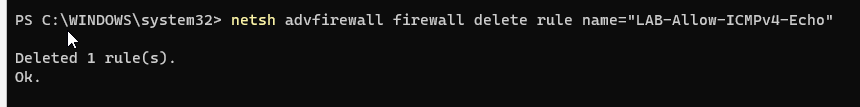 PS C:\WINDOWS\system32> netsh advfirewall firewall delete rule name="LAB-Allow-ICMPv4-Echo"
Deleted 1 rule(s).
Ok.